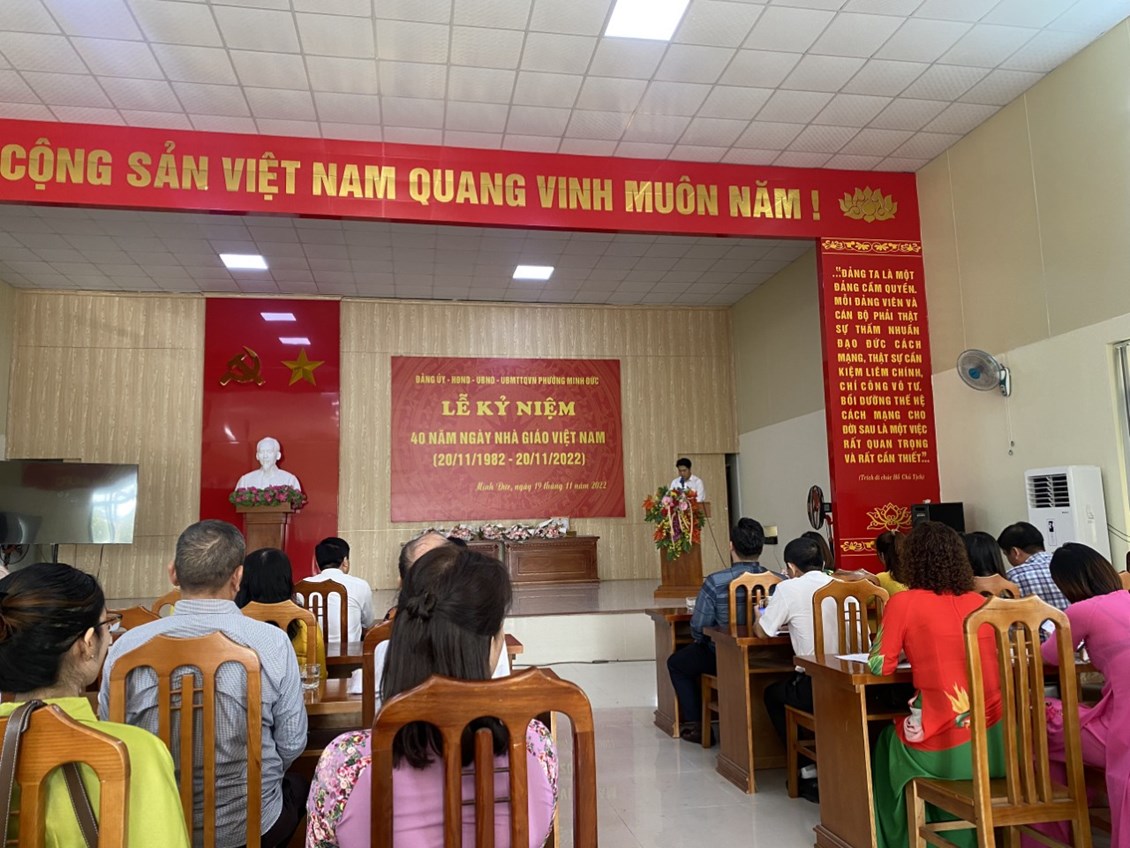 CỘNG SẢN VIỆT NAM QUANG VINH MUÔN NĂM !
ĐẢNG ỦY - HĐND - UBND - UBMTTQVN PHƯỜNG MINH ĐỨC
LỄ KỶ NIỆM
40 NĂM NGÀY NHÀ GIÁO VIỆT NAM
(20/11/1982 - 20/11/2022)
Minh Đức, ngày 19 tháng 11 năm 2022
..."ĐẢNG TA LÀ MỘT
ĐẢNG CẦM QUYỀN.
MỖI ĐẢNG VIÊN VÀ
CÁN BỘ PHẢI THẬT
SỰ THẤM NHUẦN
ĐẠO ĐỨC CÁCH
MẠNG, THẬT SỰ CẦN
KIỆM LIÊM CHÍNH,
CHÍ CÔNG VÔ TƯ.
BỒI DƯỠNG THẾ HỆ
CÁCH MẠNG CHO
ĐỜI SAU LÀ MỘT VIỆC
RẤT QUAN TRỌNG
VÀ RẤT CẦN THIẾT"...
(Trích di chúc Hồ Chủ Tịch)